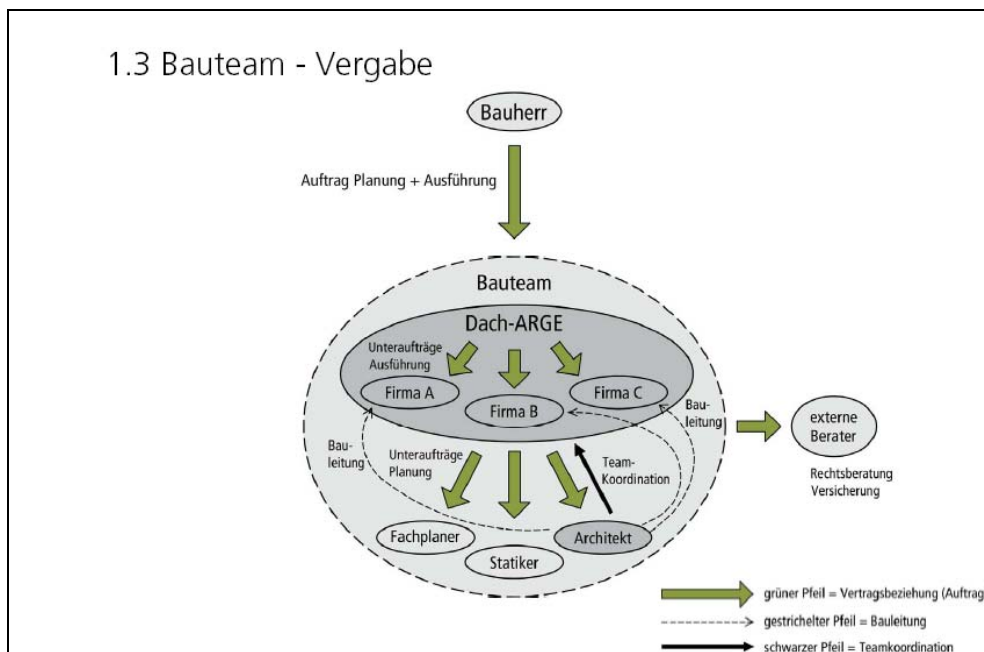 1.3 Bauteam - Vergabe
Bauherr
Auftrag Planung + Ausführung
Bauteam
Dach-ARGE
Unteraufträge
Ausführung
Firma A
Firma B
Firma C
Bau-
leitung
Bau-
leitung
Unteraufträge
Planung
Team-
Koordination
Fachplaner
Statiker
Architekt
externe
Berater
Rechtsberatung
Versicherung
grüner Pfeil = Vertragsbeziehung (Auftrag
gestrichelter Pfeil = Bauleitung
schwarzer Pfeil = Teamkoordination